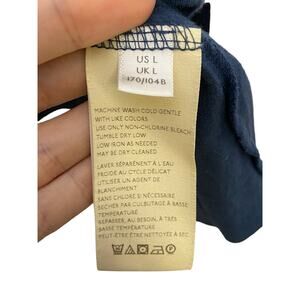 US L
UK L
170/104B
MACHINE WASH COLD GENTLE
WITH LIKE COLORS
USE ONLY NON-CHLORINE BLEACH
TUMBLE DRY LOW
LOW IRON AS NEEDED
MAY BE DRY CLEANED
LAVER SÉPARÉMENT À L'EAU
FROIDE AU CYCLE DÉLICAT
UTILISER UN AGENT DE
BLANCHIMENT
SANS CHLORE SI NÉCESSAIRE
SÉCHER PAR CULBUTAGE À BASSE
TEMPÉRATURE
REPASSER, AU BESOIN, À TRÈS
BASSE TEMPÉRATURE
PEUT-ÊTRE ÊTRE NETTOYÉ À SEC